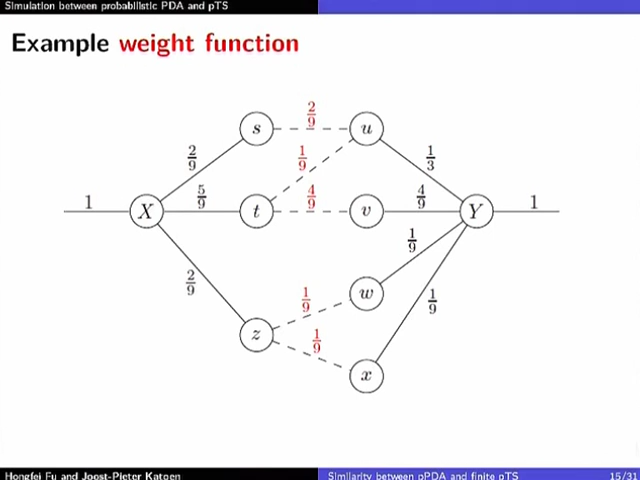 Simulation between probabilistic PDA and pTS
Example weight function
2/9
s
u
2/9
1/9
1/3
1
X
5/9
t
4/9
v
4/9
Y
1
1/9
2/9
1/9
w
1/9
z
1/9
x
Hongfei Fu and Joost-Pieter Katoen
Similarity between pPDA and finite pTS
15/31